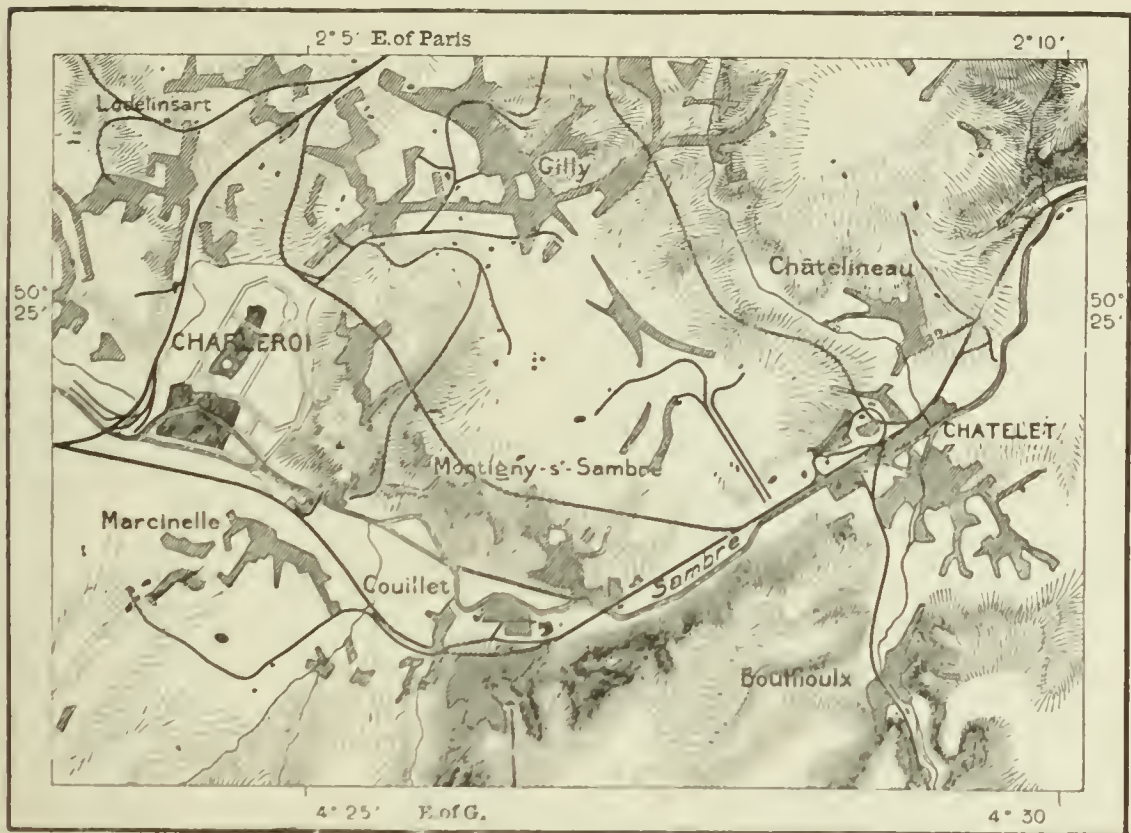 2° 5′ E. of Paris
2° 10′
Lodelinsart
Gilly
Châtelineau
50°
25′
50°
25′
CHARLEROI
CHATELET
Montigny-sʳ-Sambre
Marcinelle
Sambre
Couillet
Bouffioulx
4° 25′ E. of G.
4° 30